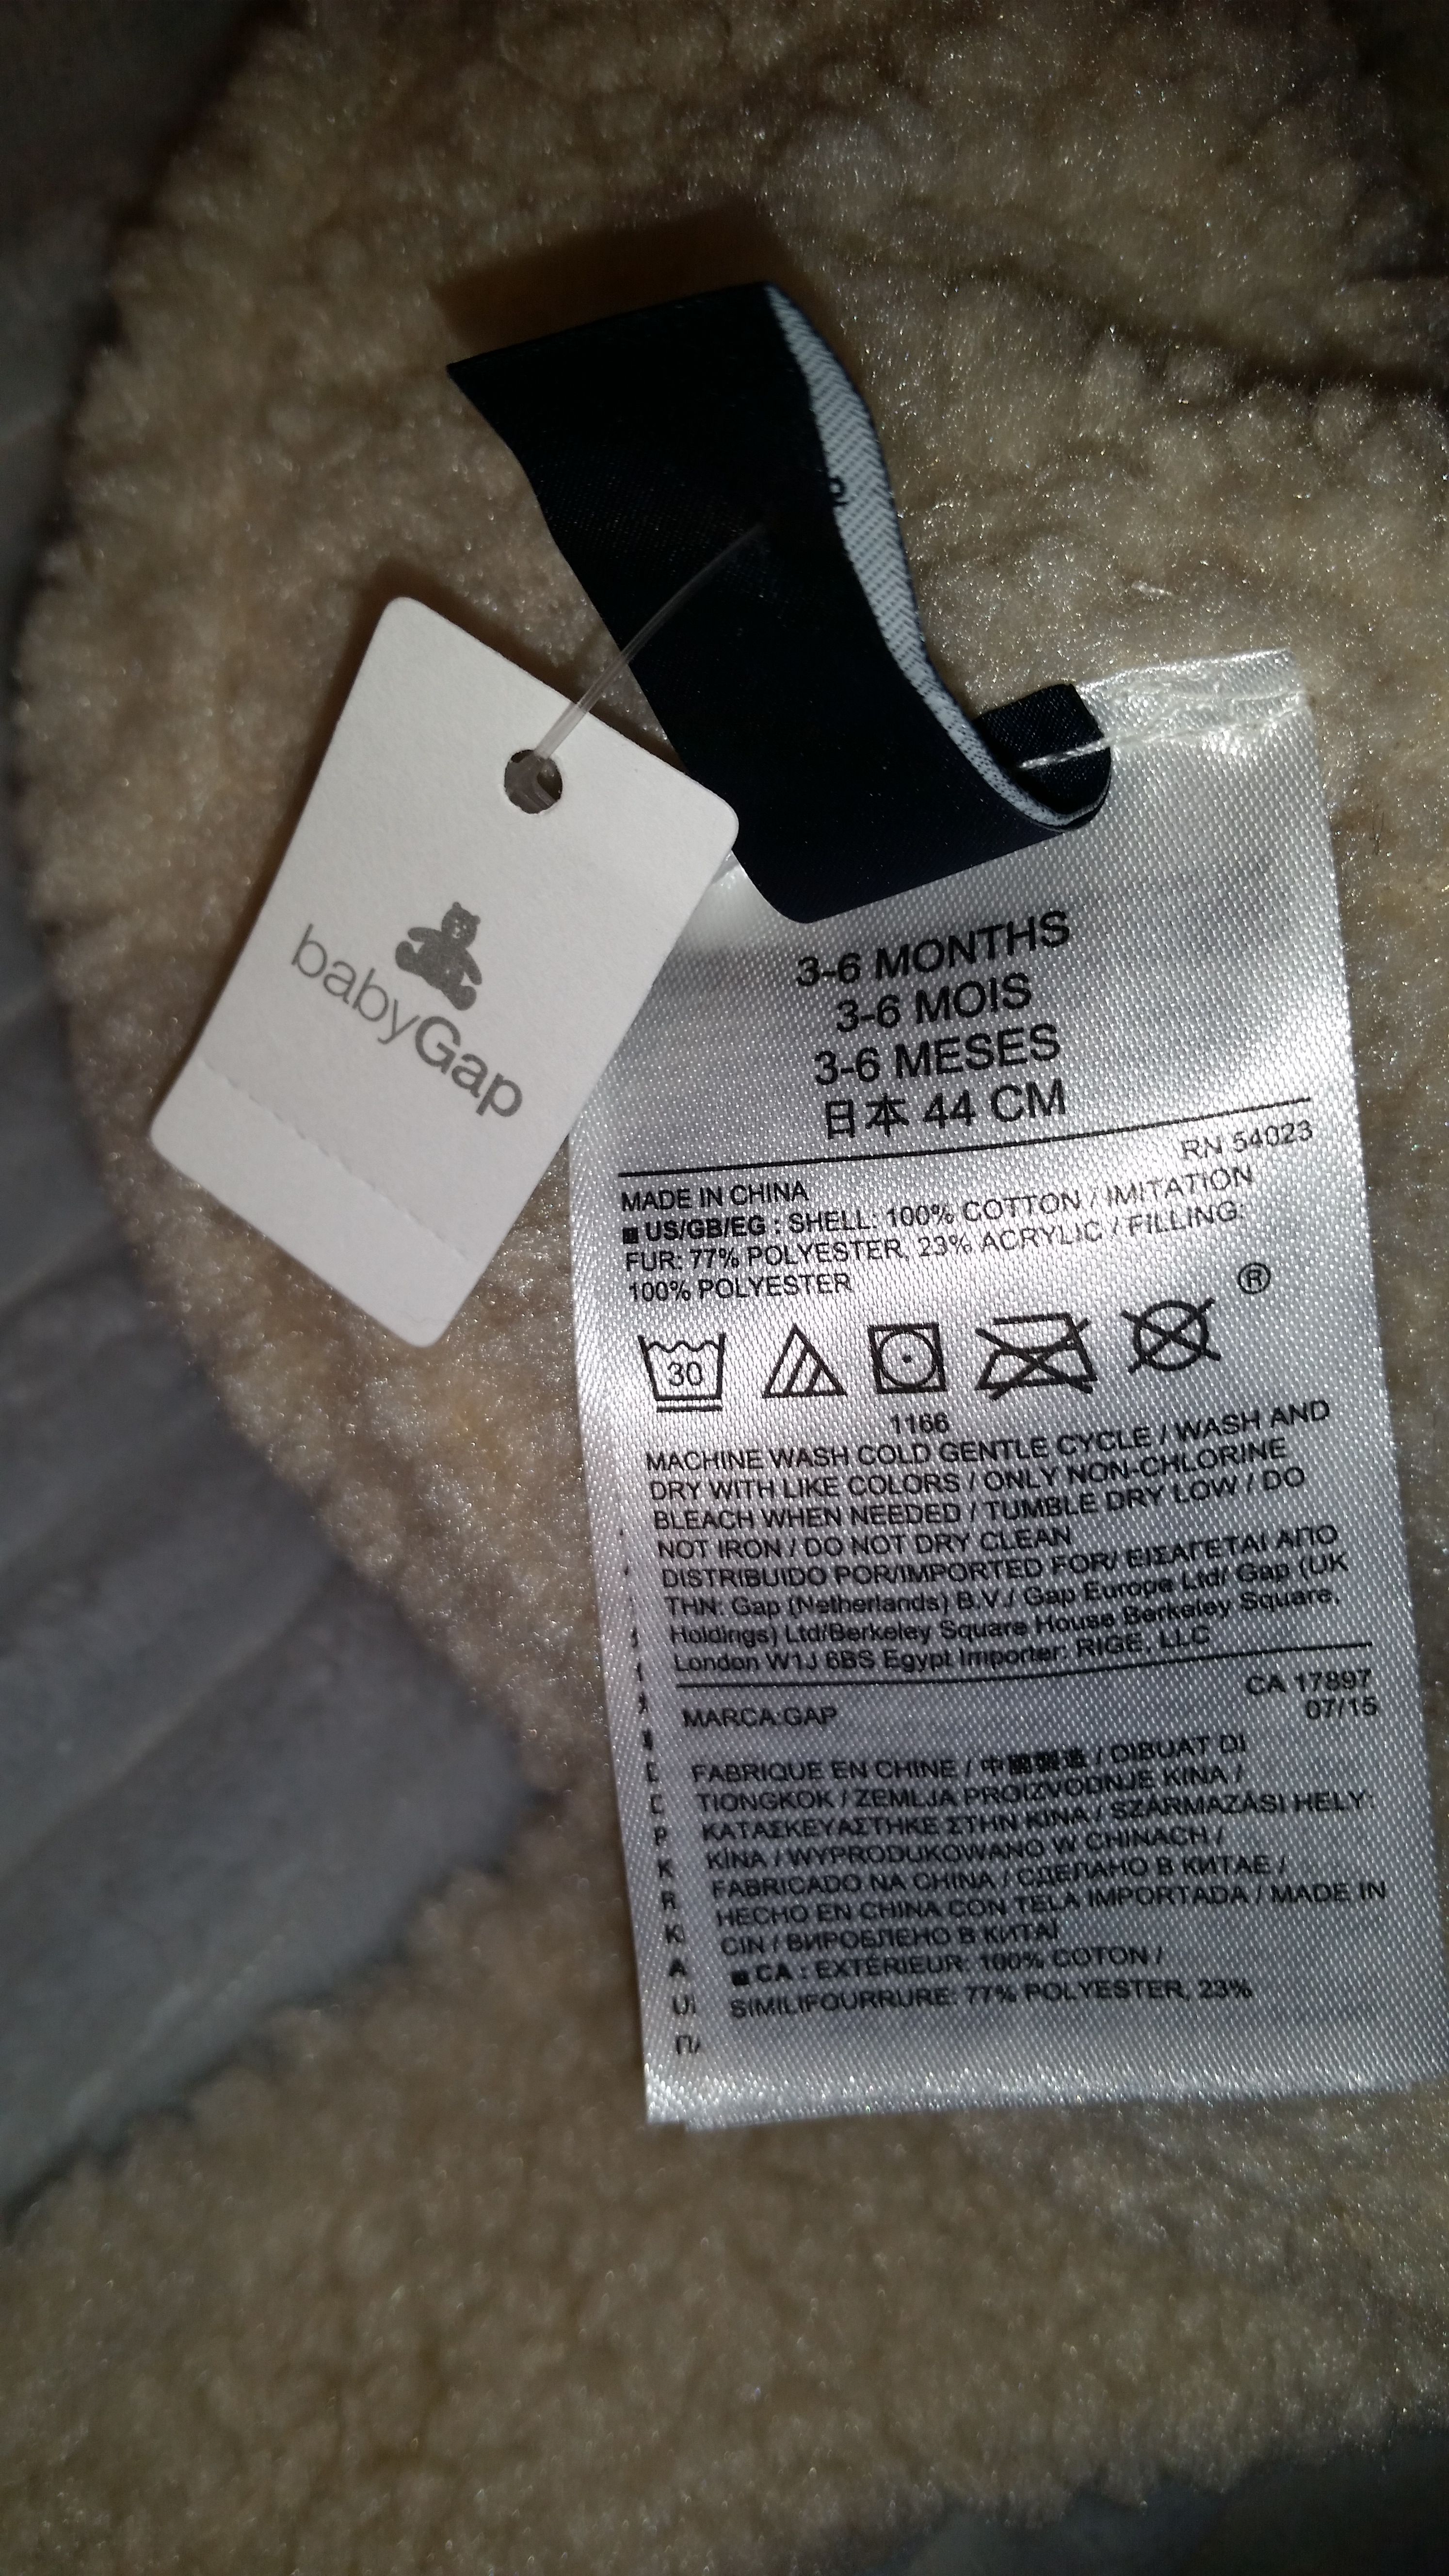 babyGap
3-6 MONTHS
3-6 MOIS
3-6 MESES
日本 44 CM
RN 54023
MADE IN CHINA
US/GB/EG : SHELL: 100% COTTON / IMITATION
FUR: 77% POLYESTER, 23% ACRYLIC / FILLING:
100% POLYESTER
®
30
1166
MACHINE WASH COLD GENTLE CYCLE / WASH AND
DRY WITH LIKE COLORS / ONLY NON-CHLORINE
BLEACH WHEN NEEDED / TUMBLE DRY LOW / DO
NOT IRON / DO NOT DRY CLEAN
DISTRIBUIDO POR/IMPORTED FOR/ ΕΙΣΑΓΕΤΑΙ ΑΠΟ
ΤΗΝ: Gap (Netherlands) B.V./ Gap Europe Ltd/ Gap (UK
Holdings) Ltd/Berkeley Square House Berkeley Square,
London W1J 6BS Egypt Importer: RIGE, LLC
CA 17897
07/15
MARCA:GAP
FABRIQUE EN CHINE / 中國製造 / DIBUAT DI
TIONGKOK / ZEMLJA PROIZVODNJE KINA /
ΚΑΤΑΣΚΕΥΑΣΤΗΚΕ ΣΤΗΝ ΚΙΝΑ / SZÁRMAZÁSI HELY:
KÍNA / WYPRODUKOWANO W CHINACH /
FABRICADO NA CHINA / СДЕЛАНО В КИТАЕ /
HECHO EN CHINA CON TELA IMPORTADA / MADE IN
CIN / ВИРОБЛЕНО В КИТАІ
CA : EXTÉRIEUR: 100% COTON /
SIMILIFOURRURE: 77% POLYESTER, 23%